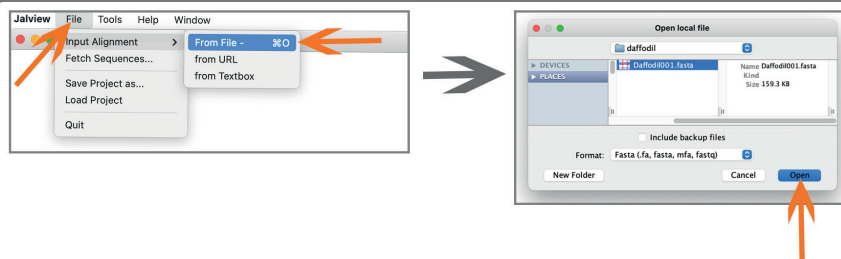 Jalview File Tools Help Window
Input Alignment > From File - ⌘O
Fetch Sequences... from URL
from Textbox
Save Project as...
Load Project
Quit
Open local file
daffodil
DEVICES
PLACES
Daffodil001.fasta
Name Daffodil001.fasta
Kind
Size 159.3 KB
Include backup files
Format: Fasta (.fa, fasta, mfa, fastq)
New Folder Cancel Open